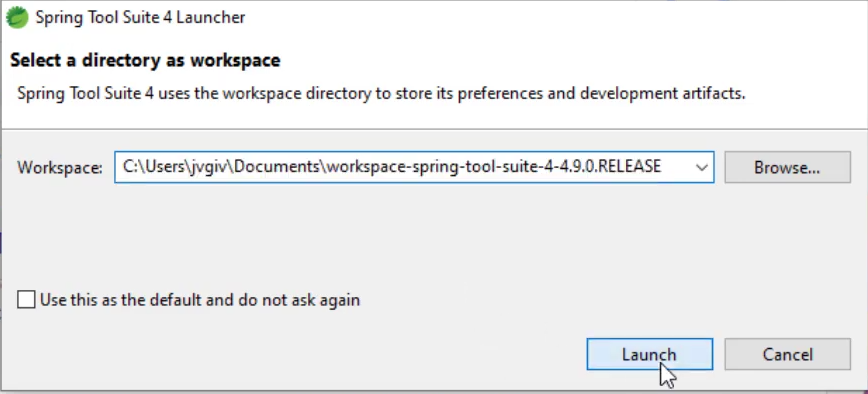 Spring Tool Suite 4 Launcher
Select a directory as workspace
Spring Tool Suite 4 uses the workspace directory to store its preferences and development artifacts.
Workspace: C:\Users\jvgiv\Documents\workspace-spring-tool-suite-4-4.9.0.RELEASE Browse...
Use this as the default and do not ask again
Launch Cancel